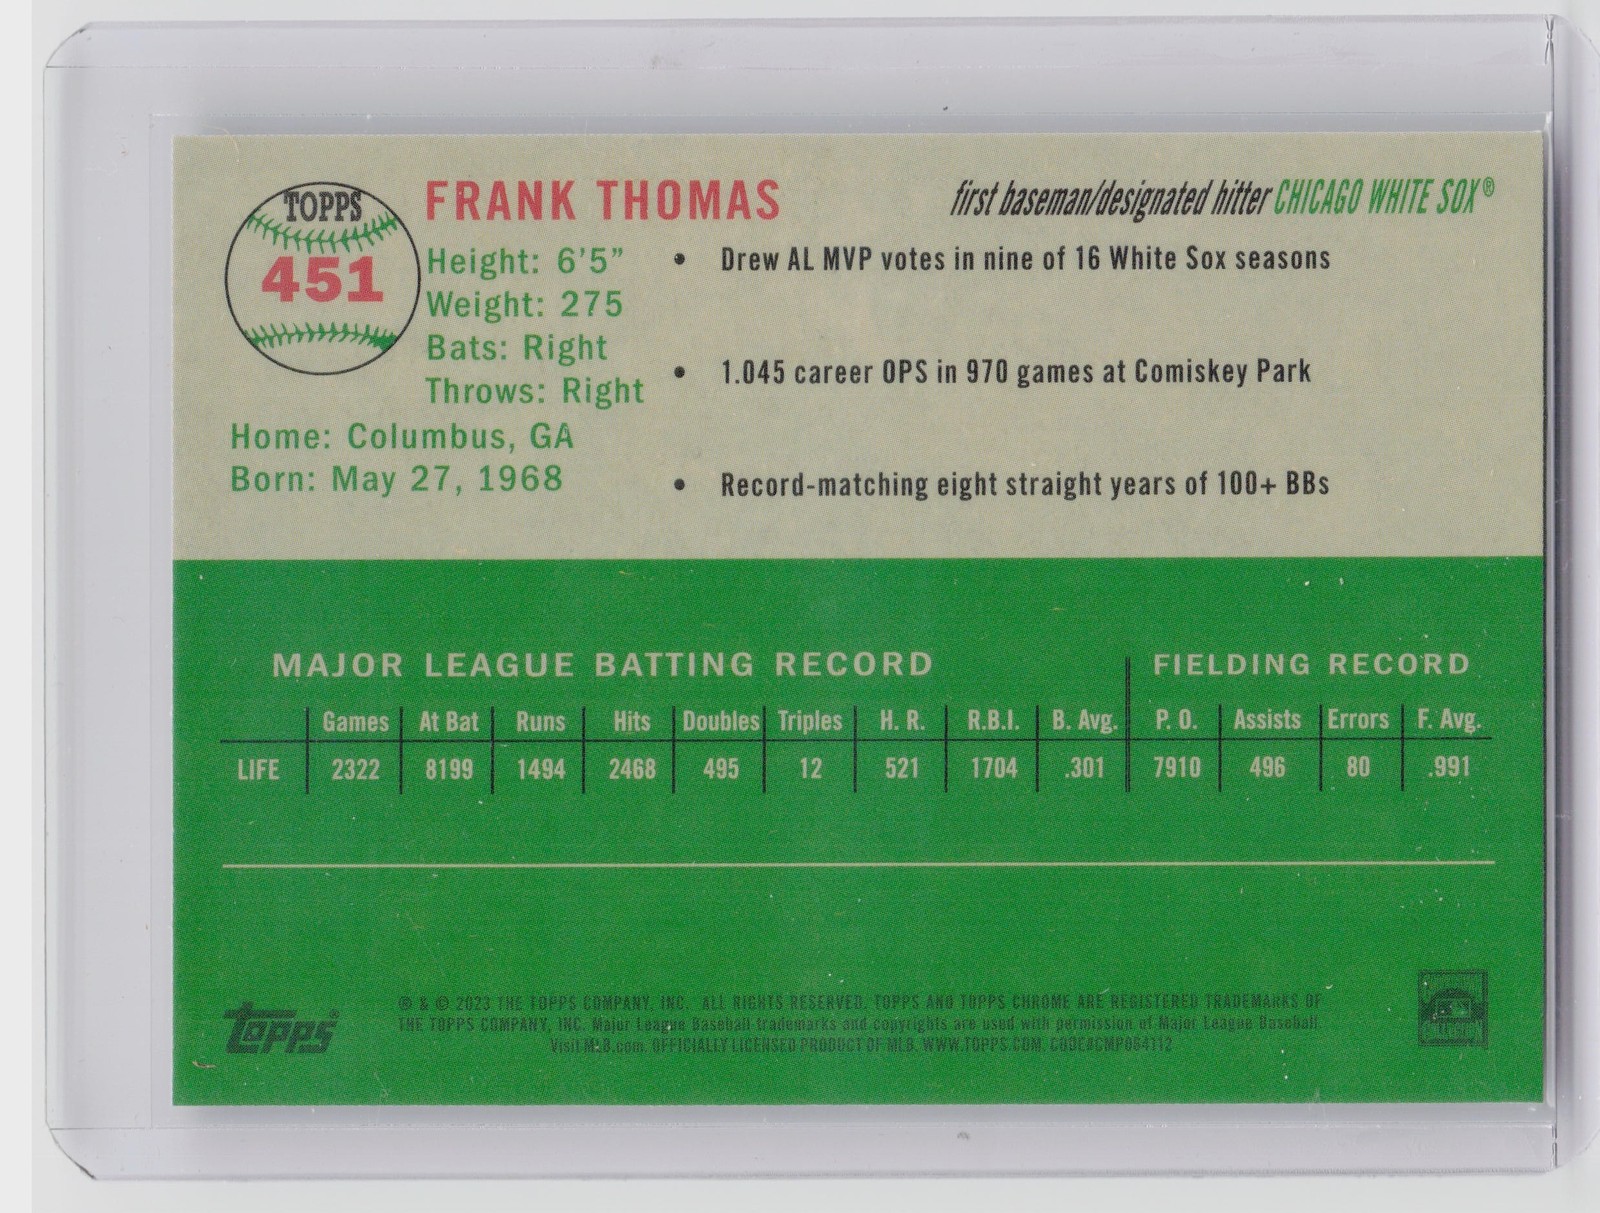 TOPPS
451
FRANK THOMAS
first baseman/designated hitter CHICAGO WHITE SOX®
Height: 6'5"
Weight: 275
Bats: Right
Throws: Right
Home: Columbus, GA
Born: May 27, 1968
• Drew AL MVP votes in nine of 16 White Sox seasons
• 1.045 career OPS in 970 games at Comiskey Park
• Record-matching eight straight years of 100+ BBs
MAJOR LEAGUE BATTING RECORD FIELDING RECORD
Games At Bat Runs Hits Doubles Triples H. R. R.B.I. B. Avg. P. O. Assists Errors F. Avg.
LIFE 2322 8199 1494 2468 495 12 521 1704 .301 7910 496 80 .991
topps
® & © 2023 THE TOPPS COMPANY, INC. ALL RIGHTS RESERVED. TOPPS AND TOPPS CHROME ARE REGISTERED TRADEMARKS OF
THE TOPPS COMPANY, INC. Major League Baseball trademarks and copyrights are used with permission of Major League Baseball.
Visit MLB.com. OFFICIALLY LICENSED PRODUCT OF MLB. WWW.TOPPS.COM. CODE#CMP084112